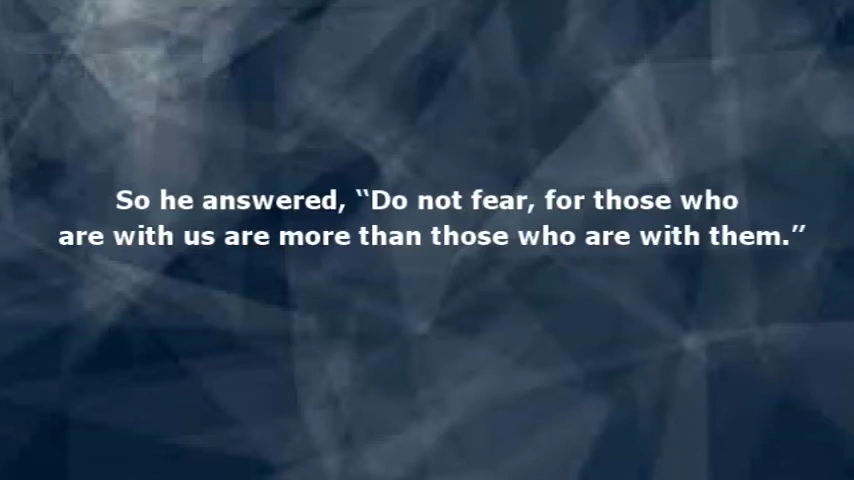 So he answered, “Do not fear, for those who
are with us are more than those who are with them.”